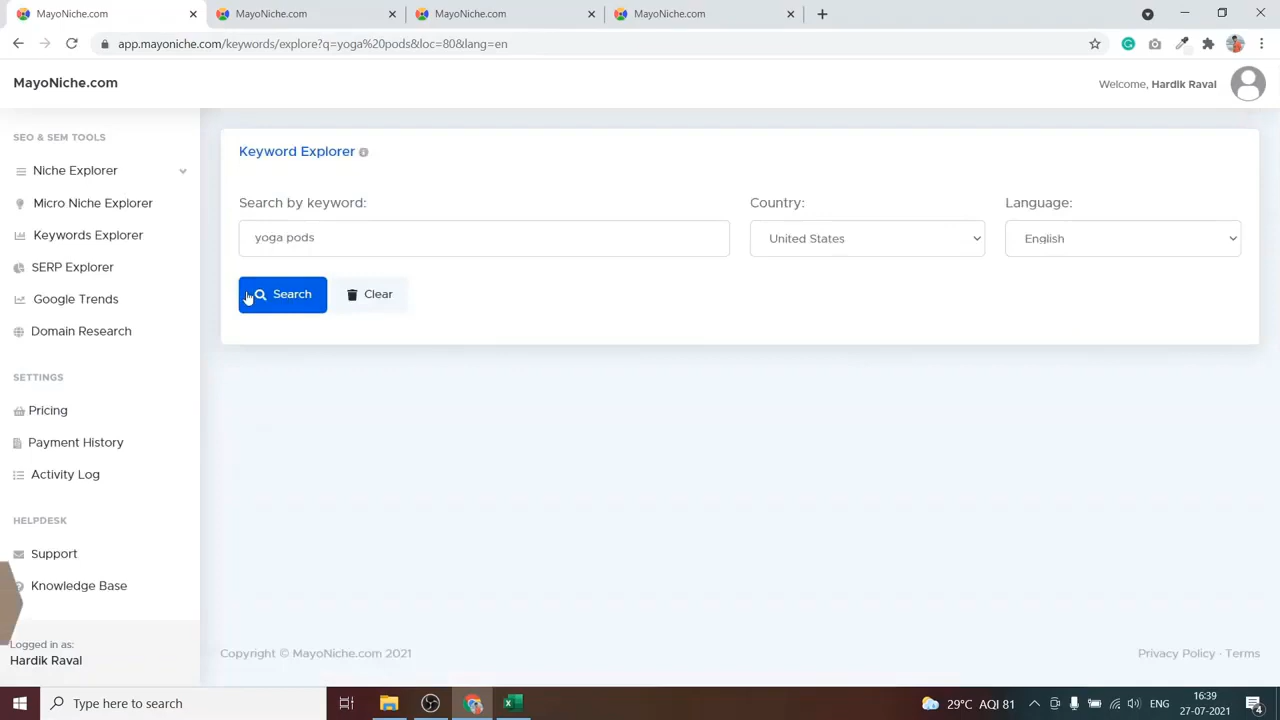 MayoNiche.com
MayoNiche.com
MayoNiche.com
MayoNiche.com
app.mayoniche.com/keywords/explore?q=yoga%20pods&loc=80&lang=en
MayoNiche.com
Welcome, Hardik Raval
SEO & SEM TOOLS
Niche Explorer
Micro Niche Explorer
Keywords Explorer
SERP Explorer
Google Trends
Domain Research
SETTINGS
Pricing
Payment History
Activity Log
HELPDESK
Support
Knowledge Base
Logged in as:
Hardik Raval
Keyword Explorer
Search by keyword:
Country:
Language:
yoga pods
United States
English
Search
Clear
Copyright © MayoNiche.com 2021
Privacy Policy · Terms
Type here to search
29°C AQI 81
ENG
16:39
27-07-2021
4